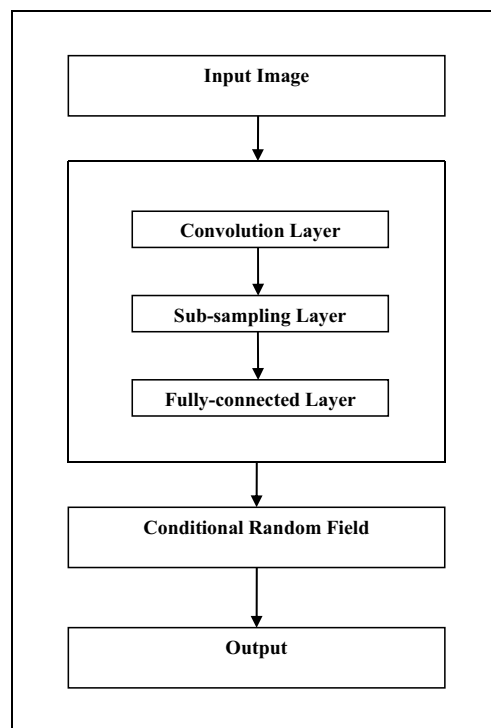 Input Image
Convolution Layer
Sub-sampling Layer
Fully-connected Layer
Conditional Random Field
Output